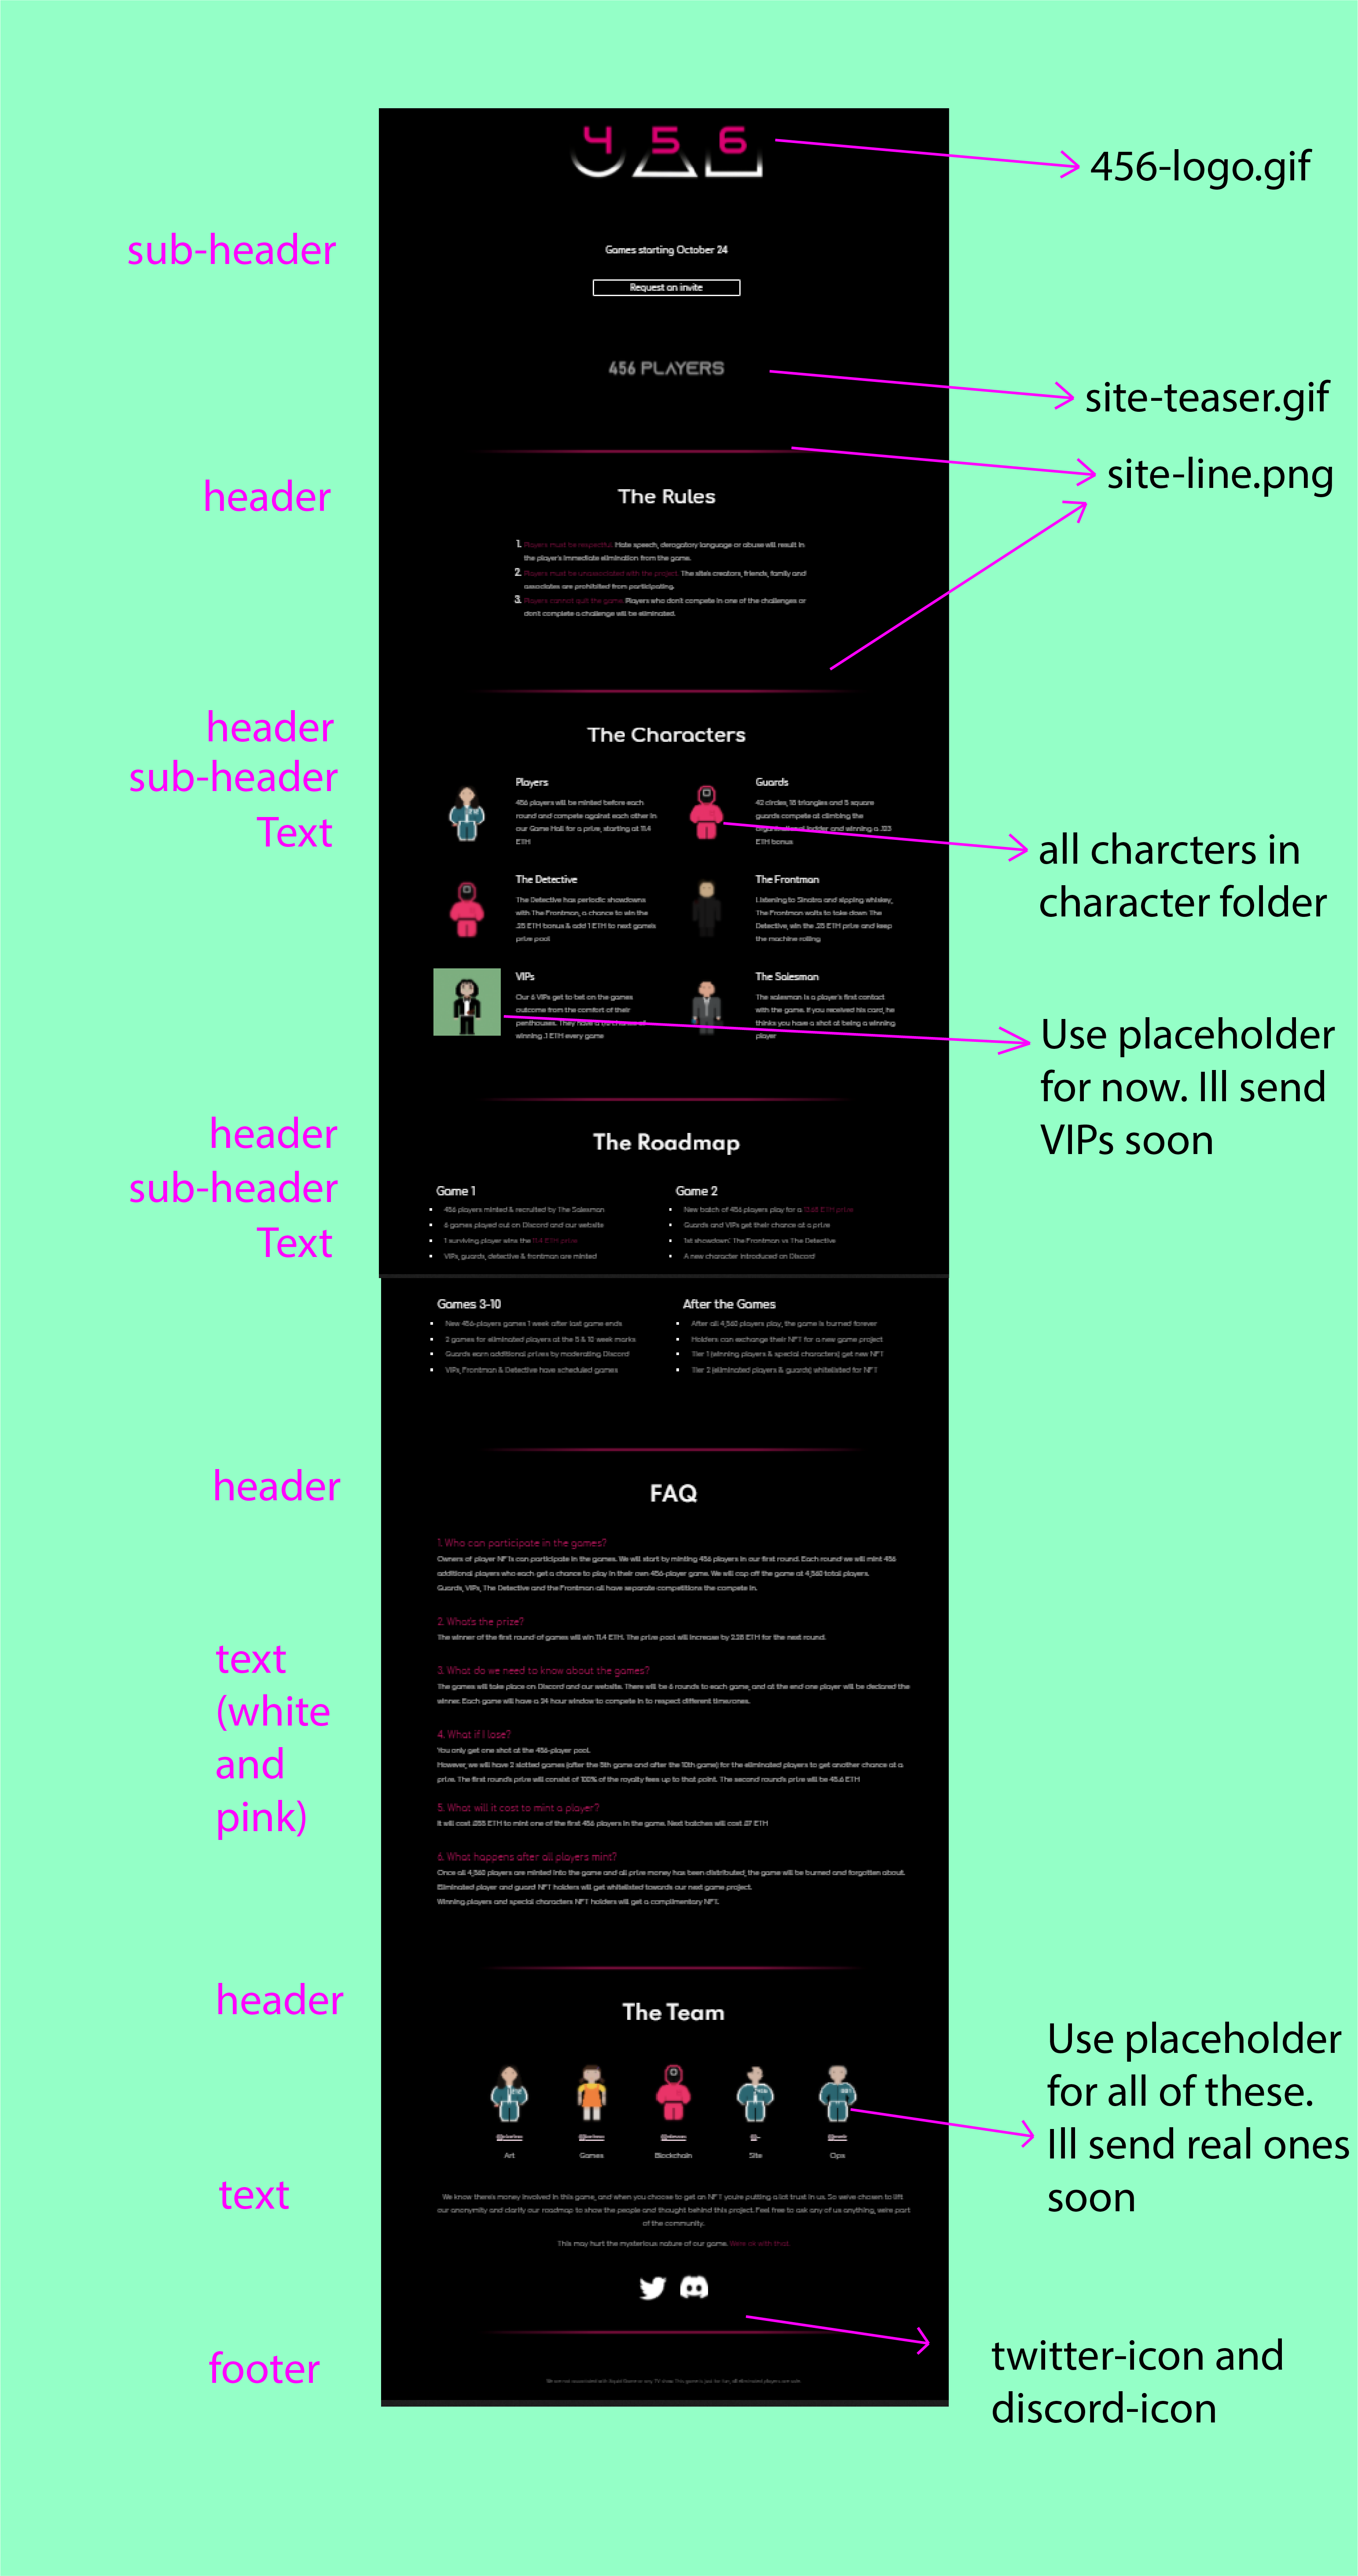 4 5 6
456-logo.gif
sub-header
Games starting October 24
Request an invite
456 PLAYERS
site-teaser.gif
site-line.png
header
The Rules
1. Players must be respectful. Hate speech, derogatory language or abuse will result in
the player's immediate elimination from the game.
2. Players must be unassociated with the project. The site's creators, friends, family and
associates are prohibited from participating.
3. Players cannot quit the game. Players who don't compete in one of the challenges or
don't complete a challenge will be eliminated.
header
The Characters
sub-header
Text
Players
456 players will be minted before each
round and compete against each other in
our Game Hall for a prize, starting at 11.4
ETH
Guards
42 circles, 18 triangles and 5 square
guards compete at climbing the
organizational ladder and winning a .123
ETH bonus
all charcters in
character folder
The Detective
The Detective has periodic showdowns
with The Frontman, a chance to win the
.25 ETH bonus & add 1 ETH to next game's
prize pool
The Frontman
Listening to Sinatra and sipping whiskey,
The Frontman waits to take down The
Detective, win the .25 ETH prize and keep
the machine rolling
VIPs
Our 6 VIPs get to bet on the games
outcome from the comfort of their
penthouses. They have a chance of
winning .1 ETH every game
The Salesman
The salesman is a player's first contact
with the game. If you received his card, he
thinks you have a shot at being a winning
player
Use placeholder
for now. Ill send
VIPs soon
header
The Roadmap
sub-header
Text
Game 1
456 players minted & recruited by The Salesman
6 games played out on Discord and our website
1 surviving player wins the 11.4 ETH prize
VIPs, guards, detective & frontman are minted
Game 2
New batch of 456 players play for a 13.68 ETH prize
Guards and VIPs get their chance at a prize
1st showdown: The Frontman vs The Detective
A new character introduced on Discord
Games 3-10
New 456-players games 1 week after last game ends
2 games for eliminated players at the 5 & 10 week marks
Guards earn additional prizes by moderating Discord
VIPs, Frontman & Detective have scheduled games
After the Games
After all 4,560 players play, the game is burned forever
Holders can exchange their NFT for a new game project
Tier 1 (winning players & special characters) get new NFT
Tier 2 (eliminated players & guards) whitelisted for NFT
header
FAQ
1. Who can participate in the games?
Owners of player NFTs can participate in the games. We will start by minting 456 players in our first round. Each round we will mint 456
additional players who each get a chance to play in their own 456-player game. We will cap off the game at 4,560 total players.
Guards, VIPs, The Detective and the Frontman all have separate competitions the compete in.
2. What's the prize?
The winner of the first round of games will win 11.4 ETH. The prize pool will increase by 2.28 ETH for the next round.
3. What do we need to know about the games?
The games will take place on Discord and our website. There will be 6 rounds to each game, and at the end one player will be declared the
winner. Each game will have a 24 hour window to compete in to respect different timezones.
text
(white
and
pink)
4. What if I lose?
You only get one shot at the 456-player pool.
However, we will have 2 slotted games (after the 5th game and after the 10th game) for the eliminated players to get another chance at a
prize. The first round's prize will consist of 100% of the royalty fees up to that point. The second round's prize will be 45.6 ETH
5. What will it cost to mint a player?
It will cost .055 ETH to mint one of the first 456 players in the game. Next batches will cost .07 ETH
6. What happens after all players mint?
Once all 4,560 players are minted into the game and all prize money has been distributed, the game will be burned and forgotten about.
Eliminated player and guard NFT holders will get whitelisted towards our next game project.
Winning players and special characters NFT holders will get a complimentary NFT.
header
The Team
Art
Games
Blockchain
Site
Ops
Use placeholder
for all of these.
Ill send real ones
soon
text
We know there's money involved in this game, and when you choose to get an NFT you're putting a lot trust in us. So we've chosen to lift
our anonymity and clarify our roadmap to show the people and thought behind this project. Feel free to ask any of us anything, we're part
of the community.
This may hurt the mysterious nature of our game. We're ok with that.
twitter-icon and
discord-icon
footer
We are not associated with Squid Game or any TV show. This game is just for fun, all eliminated players are safe.